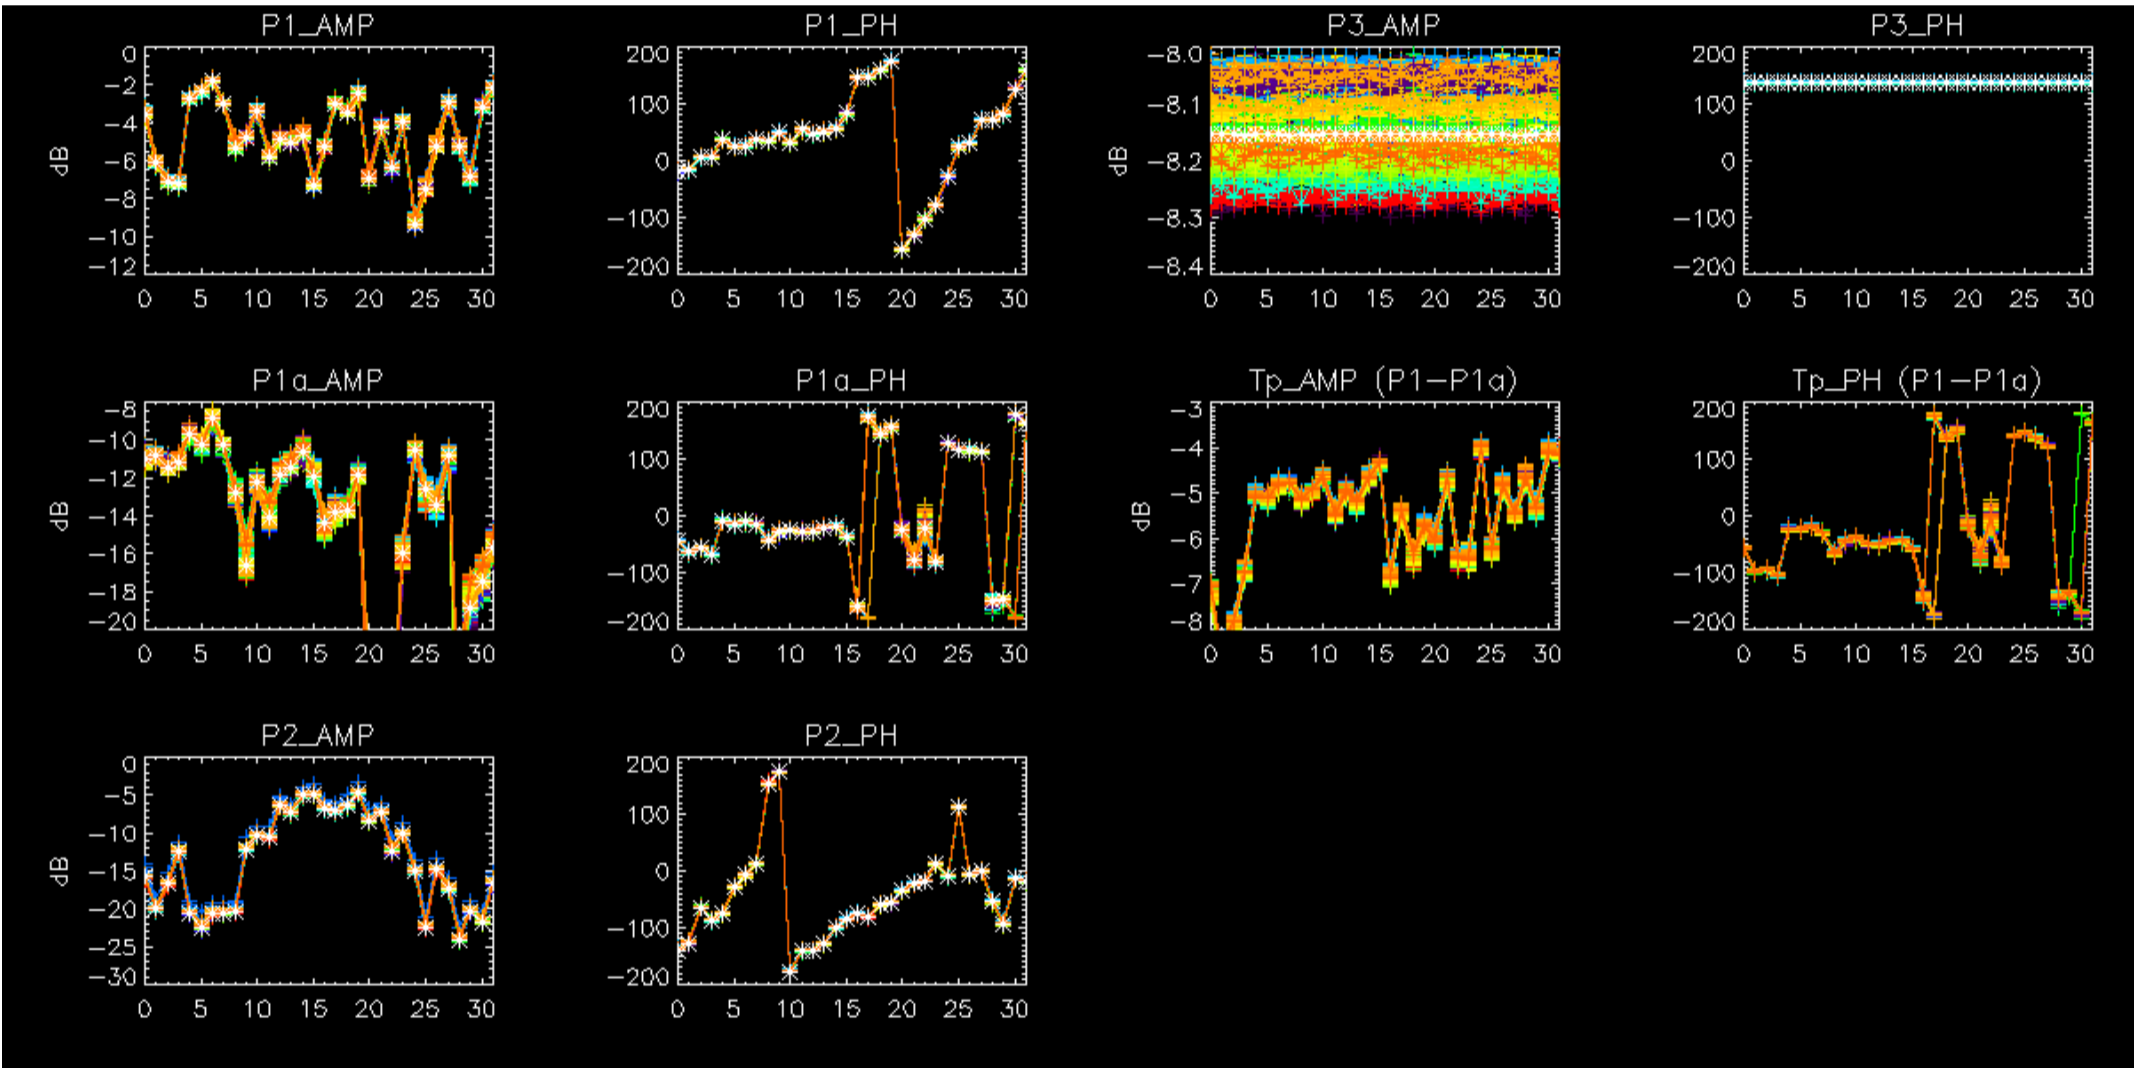 P1_AMP
0
−2
−4
−6
−8
−10
−12
dB
0 5 10 15 20 25 30
P1_PH
200
100
0
−100
−200
0 5 10 15 20 25 30
P3_AMP
−8.0
−8.1
−8.2
−8.3
−8.4
dB
0 5 10 15 20 25 30
P3_PH
200
100
0
−100
−200
0 5 10 15 20 25 30
P1a_AMP
−8
−10
−12
−14
−16
−18
−20
dB
0 5 10 15 20 25 30
P1a_PH
200
100
0
−100
−200
0 5 10 15 20 25 30
Tp_AMP (P1−P1a)
−3
−4
−5
−6
−7
−8
dB
0 5 10 15 20 25 30
Tp_PH (P1−P1a)
200
100
0
−100
−200
0 5 10 15 20 25 30
P2_AMP
0
−5
−10
−15
−20
−25
−30
dB
0 5 10 15 20 25 30
P2_PH
200
100
0
−100
−200
0 5 10 15 20 25 30